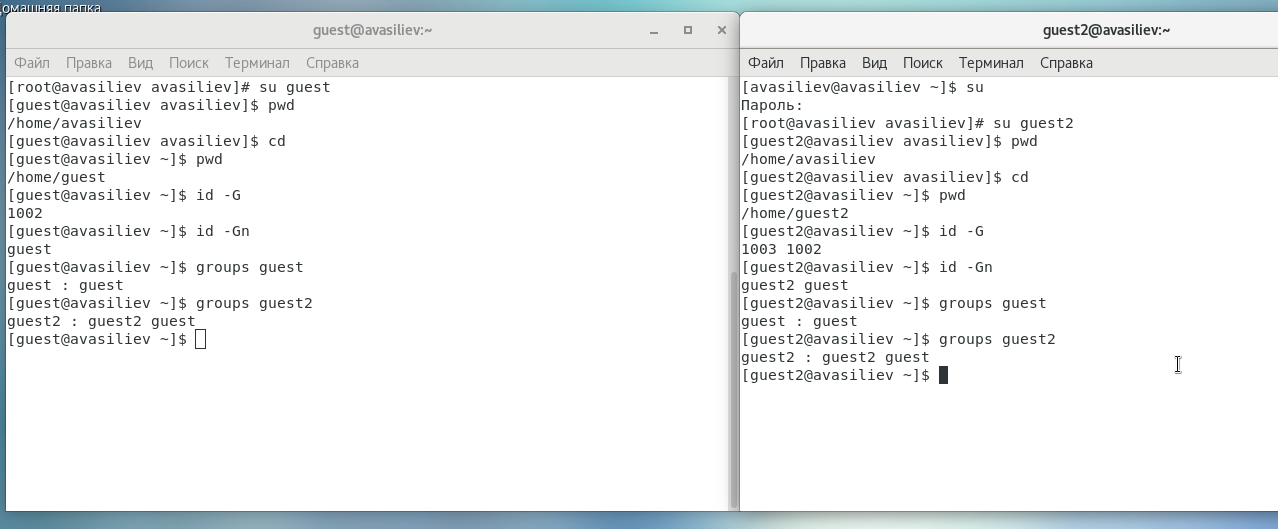 омашняя папка
guest@avasiliev:~
Файл Правка Вид Поиск Терминал Справка
[root@avasiliev avasiliev]# su guest
[guest@avasiliev avasiliev]$ pwd
/home/avasiliev
[guest@avasiliev avasiliev]$ cd
[guest@avasiliev ~]$ pwd
/home/guest
[guest@avasiliev ~]$ id -G
1002
[guest@avasiliev ~]$ id -Gn
guest
[guest@avasiliev ~]$ groups guest
guest : guest
[guest@avasiliev ~]$ groups guest2
guest2 : guest2 guest
[guest@avasiliev ~]$
guest2@avasiliev:~
Файл Правка Вид Поиск Терминал Справка
[avasiliev@avasiliev ~]$ su
Пароль:
[root@avasiliev avasiliev]# su guest2
[guest2@avasiliev avasiliev]$ pwd
/home/avasiliev
[guest2@avasiliev avasiliev]$ cd
[guest2@avasiliev ~]$ pwd
/home/guest2
[guest2@avasiliev ~]$ id -G
1003 1002
[guest2@avasiliev ~]$ id -Gn
guest2 guest
[guest2@avasiliev ~]$ groups guest
guest : guest
[guest2@avasiliev ~]$ groups guest2
guest2 : guest2 guest
[guest2@avasiliev ~]$